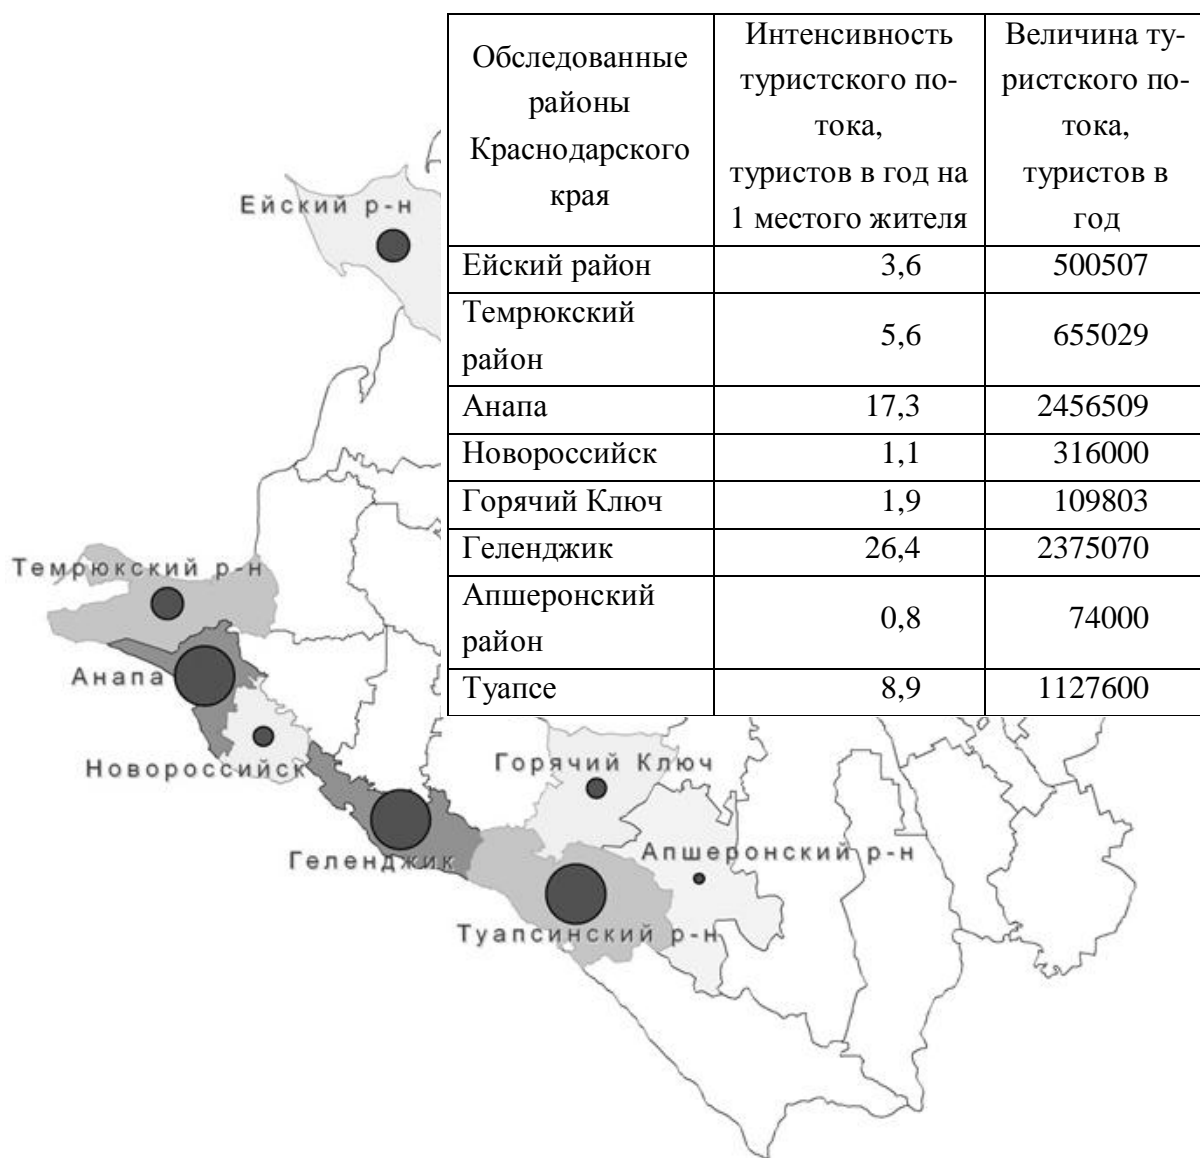 Обследованные
районы
Краснодарского
края
Интенсивность
туристского по-
тока,
туристов в год на
1 местого жителя
Величина ту-
ристского по-
тока,
туристов в
год
Ейский район 3,6 500507
Темрюкский
район 5,6 655029
Анапа 17,3 2456509
Новороссийск 1,1 316000
Горячий Ключ 1,9 109803
Геленджик 26,4 2375070
Апшеронский
район 0,8 74000
Туапсе 8,9 1127600
Ейский р-н
Темрюкский р-н
Анапа
Новороссийск
Горячий Ключ
Геленджик
Апшеронский р-н
Туапсинский р-н